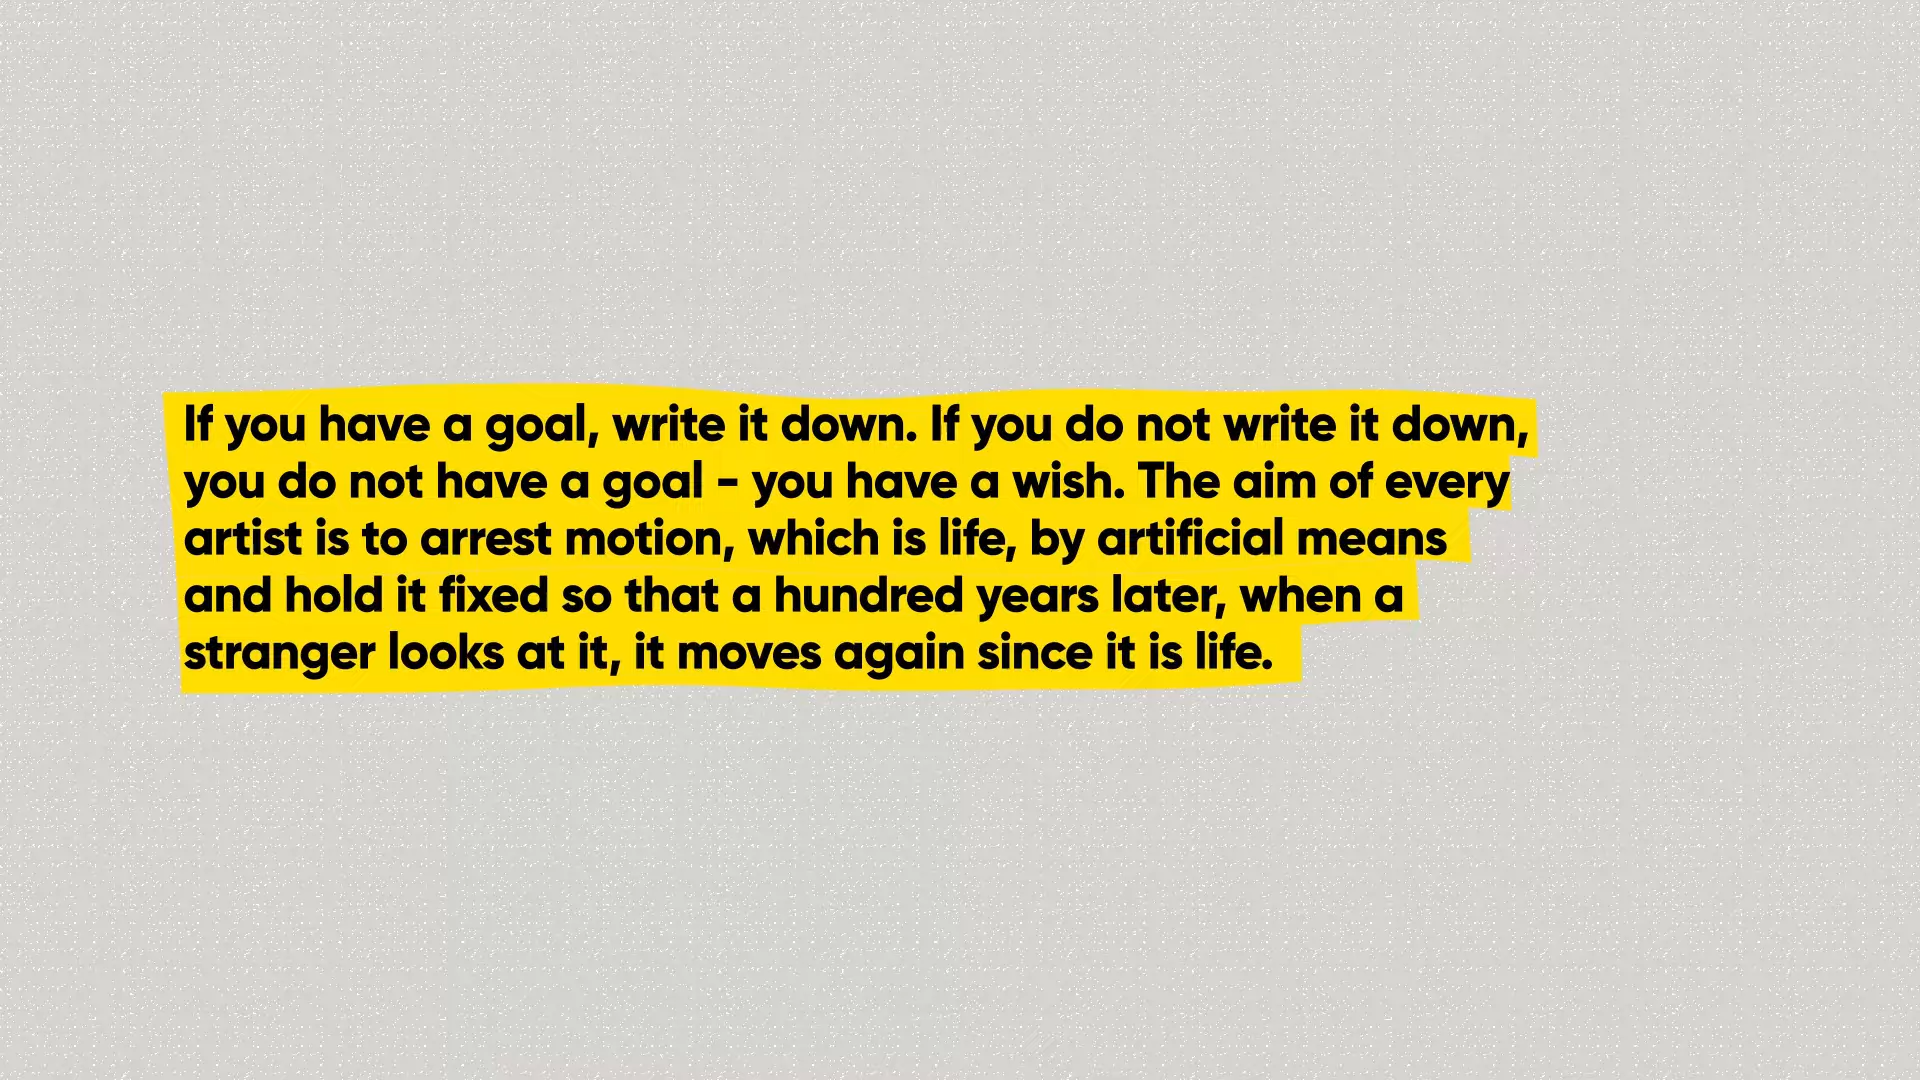 If you have a goal, write it down. If you do not write it down,
you do not have a goal - you have a wish. The aim of every
artist is to arrest motion, which is life, by artificial means
and hold it fixed so that a hundred years later, when a
stranger looks at it, it moves again since it is life.